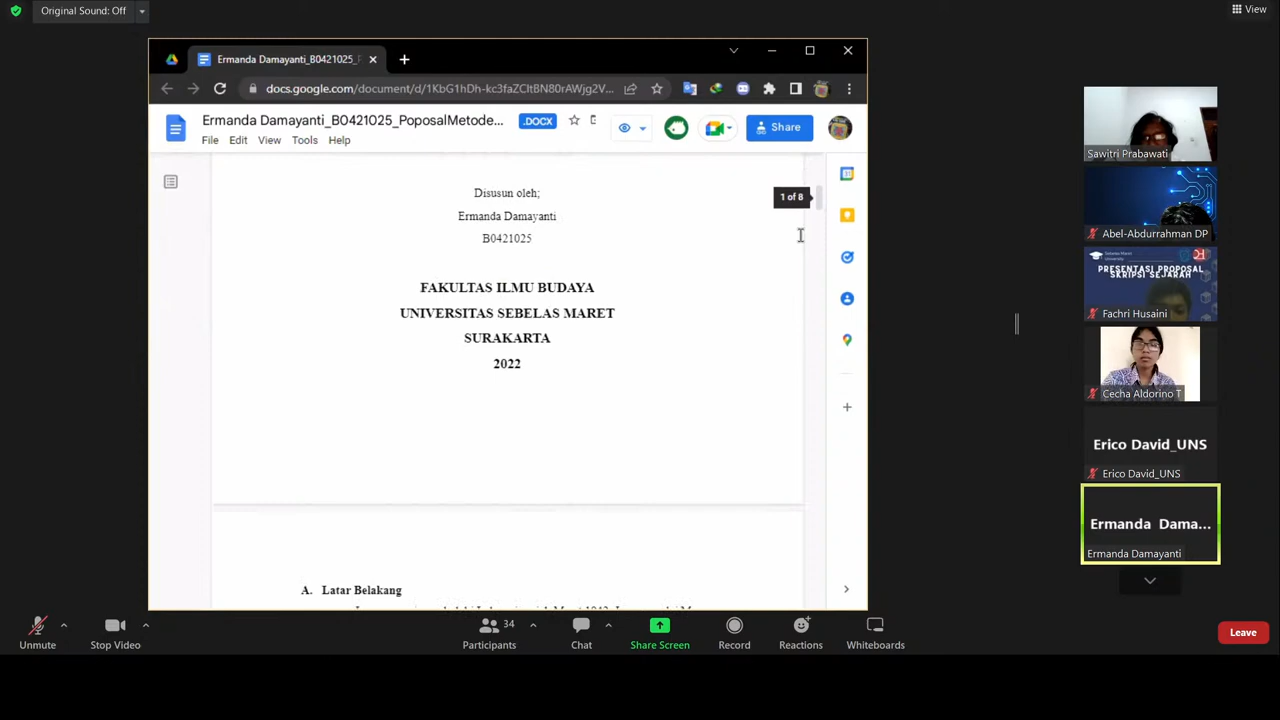 Original Sound: Off
View
Ermanda Damayanti_B0421025_P
docs.google.com/document/d/1KbG1hDh-kc3faZCItBN80rAWjg2V...
Ermanda Damayanti_B0421025_PoposalMetode...
.DOCX
Share
File Edit View Tools Help
Disusun oleh;
Ermanda Damayanti
B0421025
1 of 8
FAKULTAS ILMU BUDAYA
UNIVERSITAS SEBELAS MARET
SURAKARTA
2022
A. Latar Belakang
Sawitri Prabawati
Abel-Abdurrahman DP
PRESENTASI PROPOSAL
SKRIPSI SEJARAH
Fachri Husaini
Cecha Aldorino T
Erico David_UNS
Erico David_UNS
Ermanda Dama...
Ermanda Damayanti
Unmute
Stop Video
34
Participants
Chat
Share Screen
Record
Reactions
Whiteboards
Leave